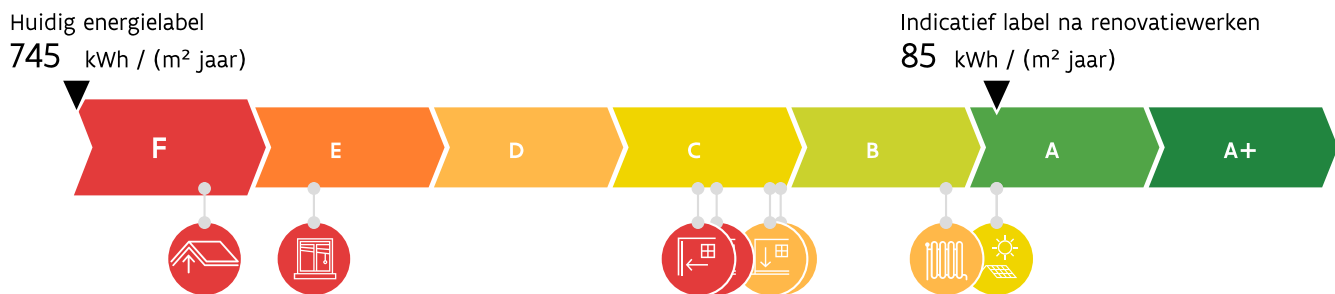 Huidig energielabel
745 kWh / (m² jaar)
Indicatief label na renovatiewerken
85 kWh / (m² jaar)
F E D C B A A+